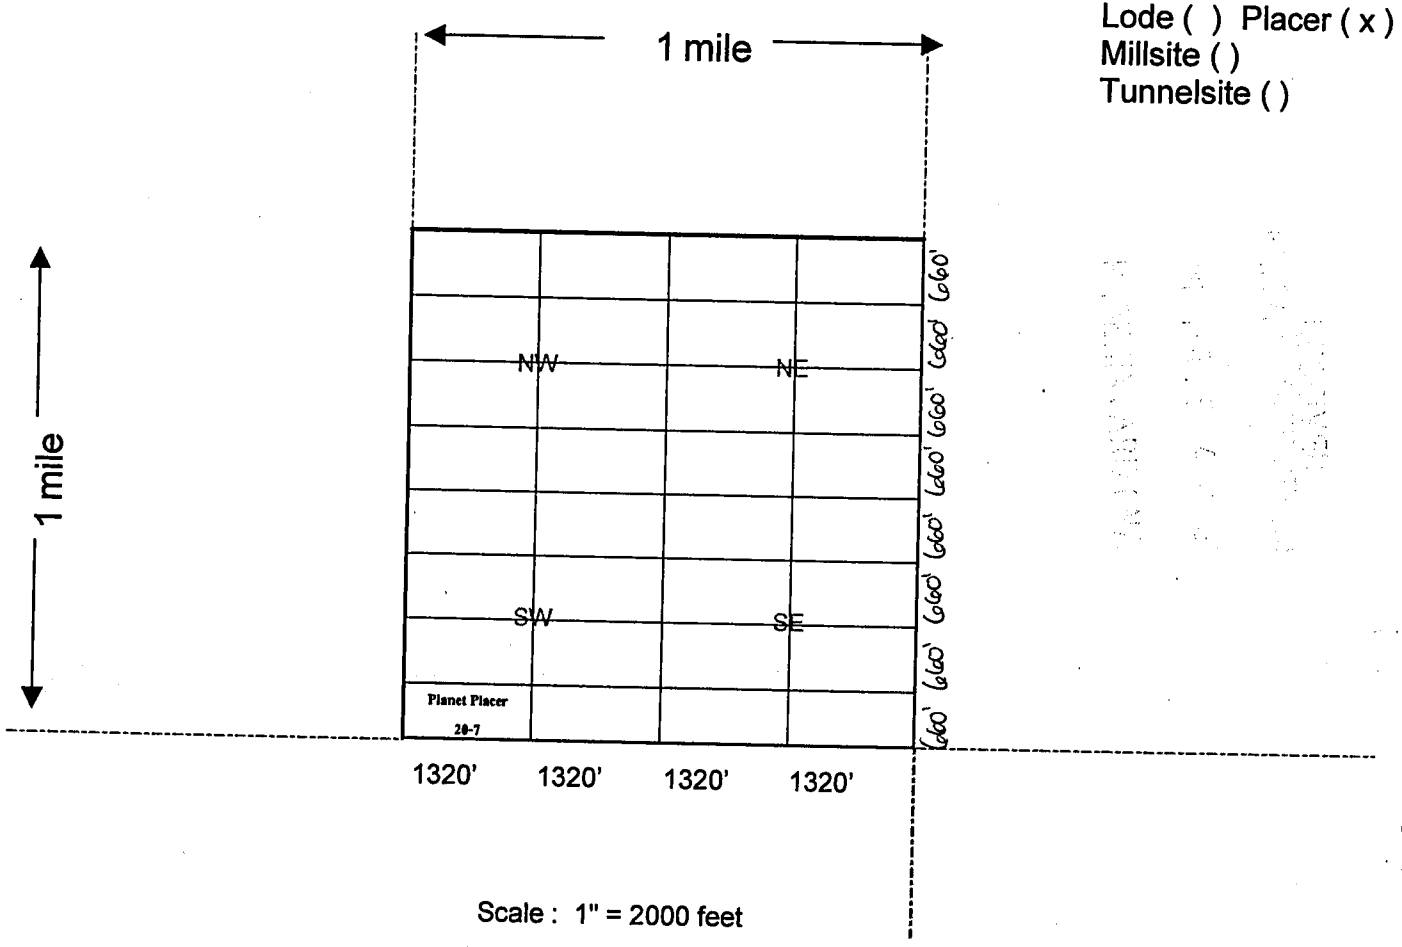 Lode ( ) Placer ( x )
Millsite ( )
Tunnelsite ( )
1 mile
1 mile
660'
660'
660'
660'
660'
660'
660'
660'
NW
NE
SW
SE
Planet Placer
20-7
1320' 1320' 1320' 1320'
Scale : 1" = 2000 feet